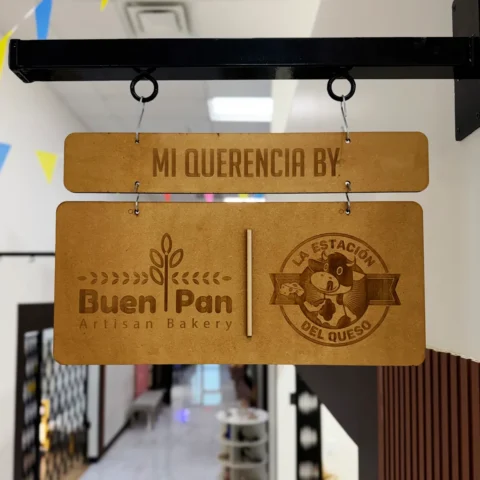 MI QUERENCIA BY
Buen Pan
Artisan Bakery
LA ESTACIÓN
DEL QUESO